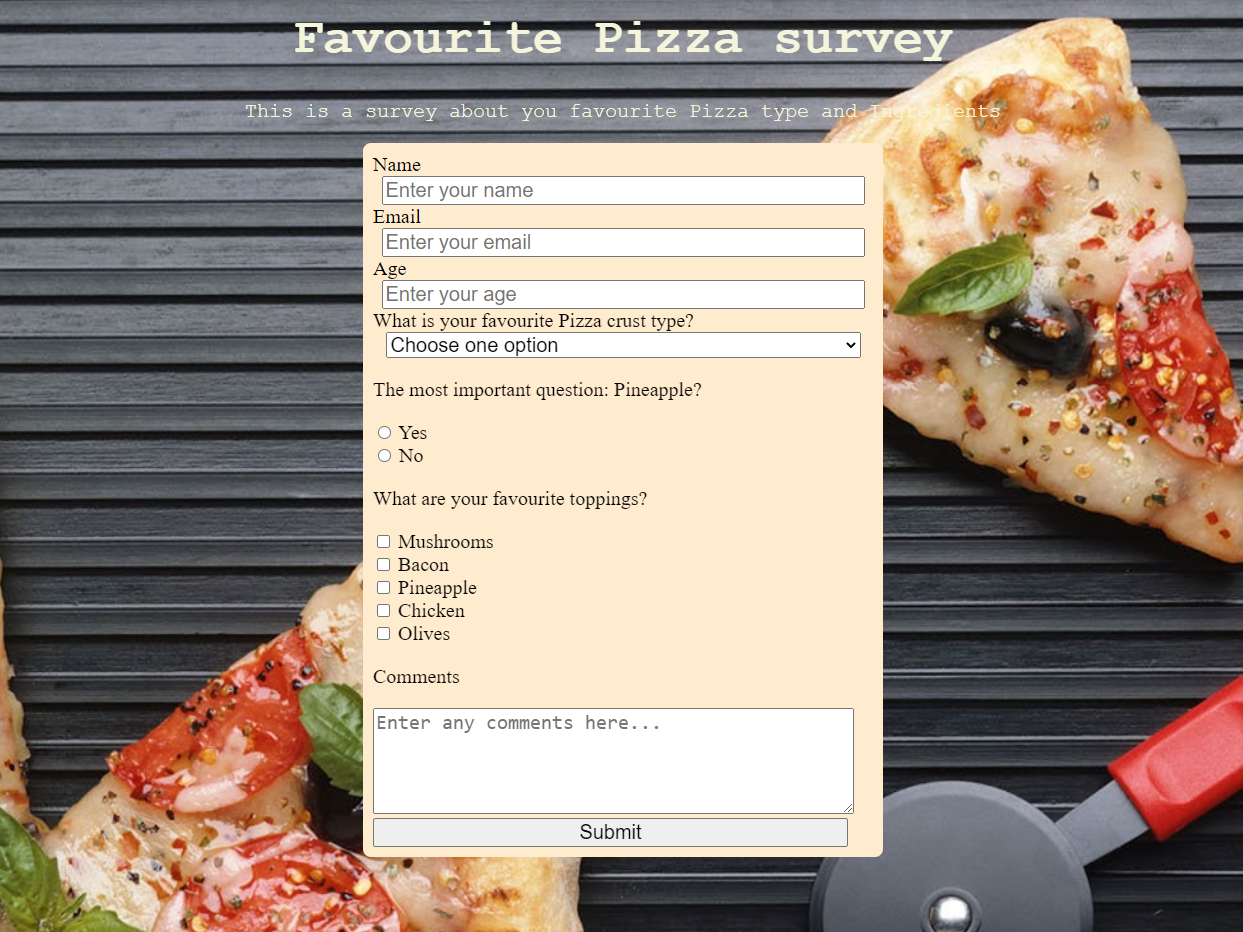 Favourite Pizza survey
This is a survey about you favourite Pizza type and Ingredients
Name
Enter your name
Email
Enter your email
Age
Enter your age
What is your favourite Pizza crust type?
Choose one option
The most important question: Pineapple?
Yes
No
What are your favourite toppings?
Mushrooms
Bacon
Pineapple
Chicken
Olives
Comments
Enter any comments here...
Submit